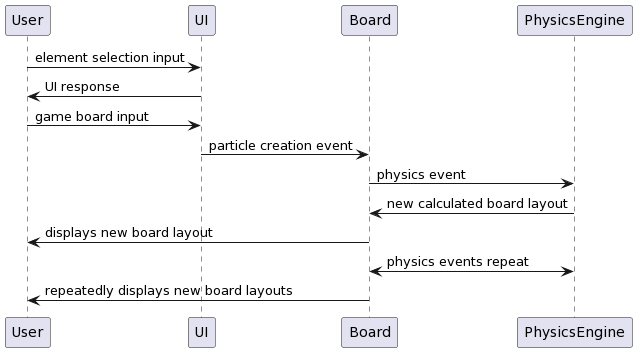 User UI Board PhysicsEngine
element selection input
UI response
game board input
particle creation event
physics event
new calculated board layout
displays new board layout
physics events repeat
repeatedly displays new board layouts
User UI Board PhysicsEngine